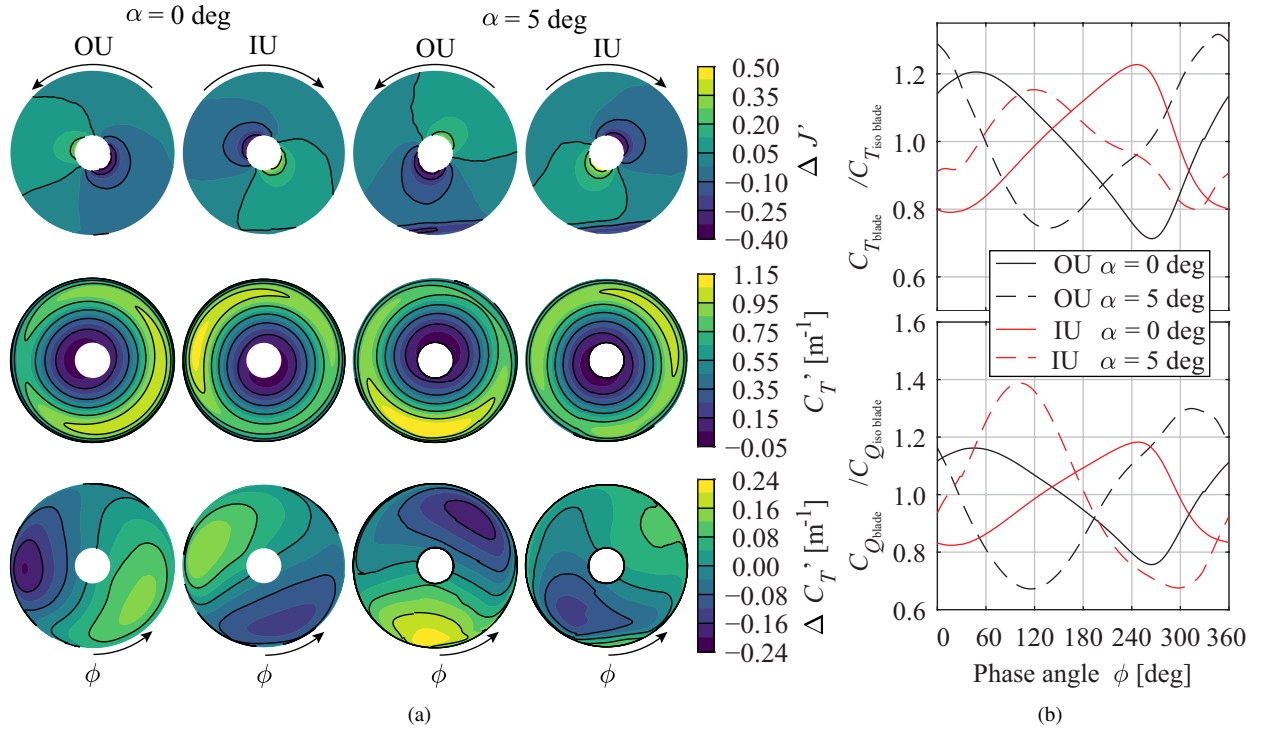 α = 0 deg
α = 5 deg
OU
IU
OU
IU
0.50
0.35
0.20
0.05
−0.10
−0.25
−0.40
Δ J'
1.15
0.95
0.75
0.55
0.35
0.15
−0.05
C_T' [m⁻¹]
0.24
0.16
0.08
0.00
−0.08
−0.16
−0.24
Δ C_T' [m⁻¹]
ϕ
ϕ
ϕ
ϕ
(a)
1.2
1.0
0.8
0.6
C_T_blade /C_T_iso blade
OU α = 0 deg
OU α = 5 deg
IU α = 0 deg
IU α = 5 deg
1.6
1.4
1.2
1.0
0.8
0.6
C_Q_blade /C_Q_iso blade
0 60 120 180 240 300 360
Phase angle ϕ [deg]
(b)